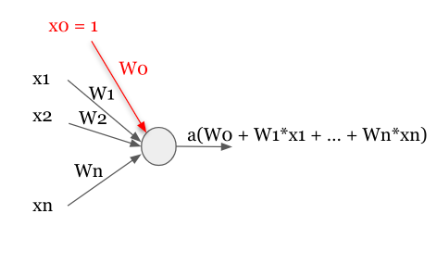 x0 = 1
W0
x1
W1
x2
W2
a(W0 + W1*x1 + ... + Wn*xn)
Wn
xn